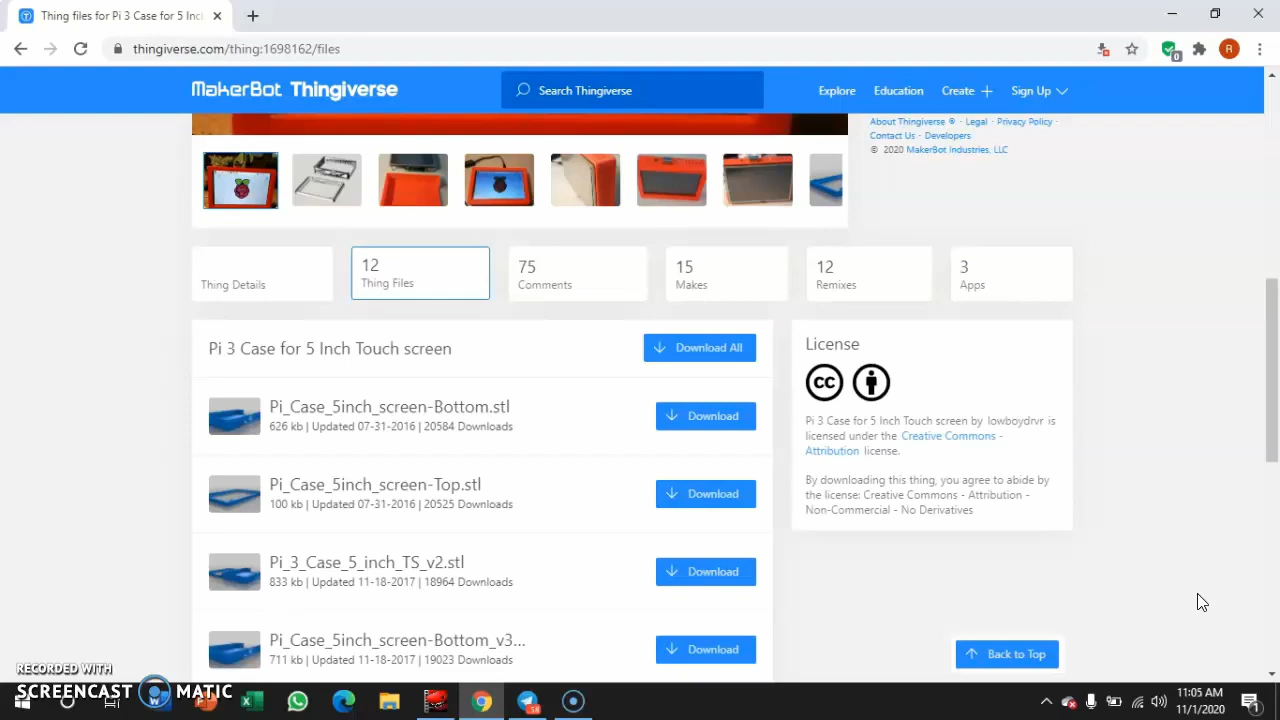 Thing files for Pi 3 Case for 5 Inc
thingiverse.com/thing:1698162/files
0
R
MakerBot Thingiverse
Search Thingiverse
Explore
Education
Create
Sign Up
About Thingiverse ® · Legal · Privacy Policy ·
Contact Us · Developers
© 2020 MakerBot Industries, LLC
Thing Details
12
Thing Files
75
Comments
15
Makes
12
Remixes
3
Apps
Pi 3 Case for 5 Inch Touch screen
Download All
Pi_Case_5inch_screen-Bottom.stl
626 kb | Updated 07-31-2016 | 20584 Downloads
Download
Pi_Case_5inch_screen-Top.stl
100 kb | Updated 07-31-2016 | 20525 Downloads
Download
Pi_3_Case_5_inch_TS_v2.stl
833 kb | Updated 11-18-2017 | 18964 Downloads
Download
Pi_Case_5inch_screen-Bottom_v3...
711 kb | Updated 11-18-2017 | 19023 Downloads
Download
License
cc
Pi 3 Case for 5 Inch Touch screen by lowboydrvr is
licensed under the Creative Commons -
Attribution license.
By downloading this thing, you agree to abide by
the license: Creative Commons - Attribution -
Non-Commercial - No Derivatives
Back to Top
RECORDED WITH
SCREENCAST MATIC
11:05 AM
11/1/2020